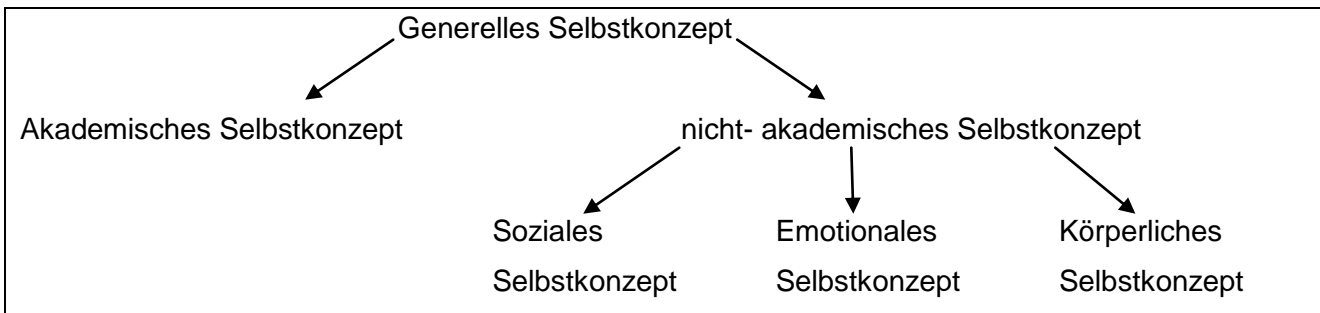 Generelles Selbstkonzept
Akademisches Selbstkonzept nicht- akademisches Selbstkonzept
Soziales Emotionales Körperliches
Selbstkonzept Selbstkonzept Selbstkonzept